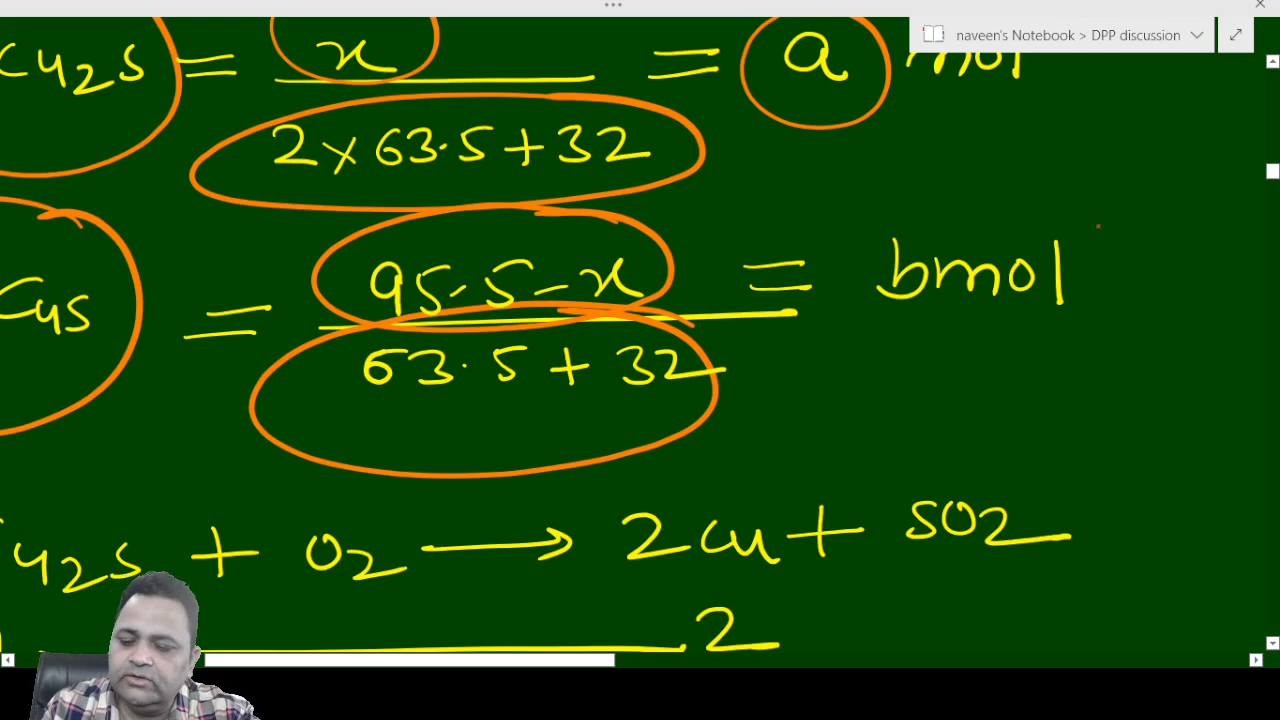 naveen's Notebook > DPP discussion
Cu2S = x = a mol
2 x 63.5 + 32
CuS = 95.5 - x = bmol
63.5 + 32
Cu2S + O2 → 2Cu + SO2
2